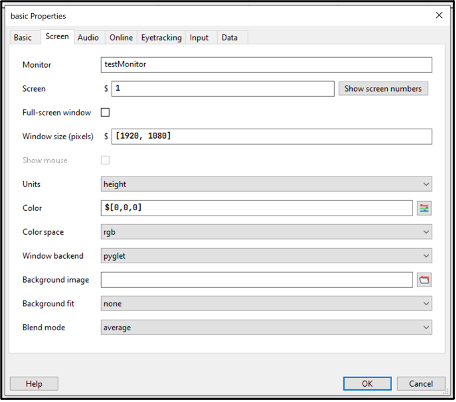 basic Properties
Basic Screen Audio Online Eyetracking Input Data
Monitor testMonitor
Screen $ 1 Show screen numbers
Full-screen window
Window size (pixels) $ [1920, 1080]
Show mouse
Units height
Color $[0,0,0]
Color space rgb
Window backend pyglet
Background image
Background fit none
Blend mode average
Help OK Cancel